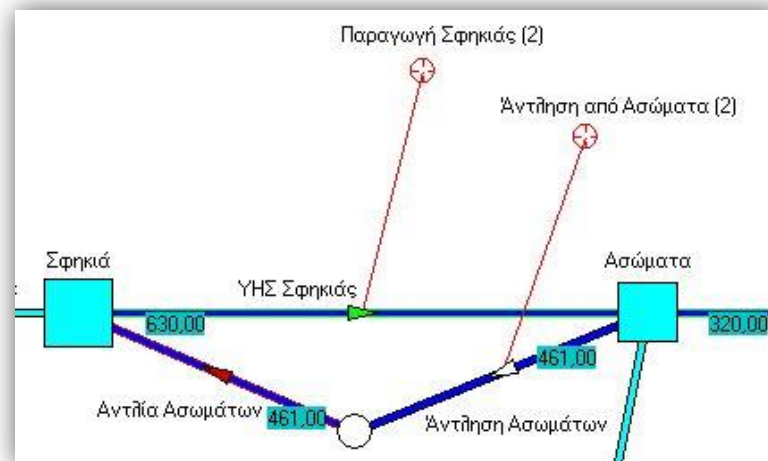 Παραγωγή Σφηκιάς (2)
Άντληση από Ασώματα (2)
Σφηκιά
Ασώματα
ΥΗΣ Σφηκιάς
630,00
320,00
461,00
Αντλία Ασωμάτων
461,00
Άντληση Ασωμάτων